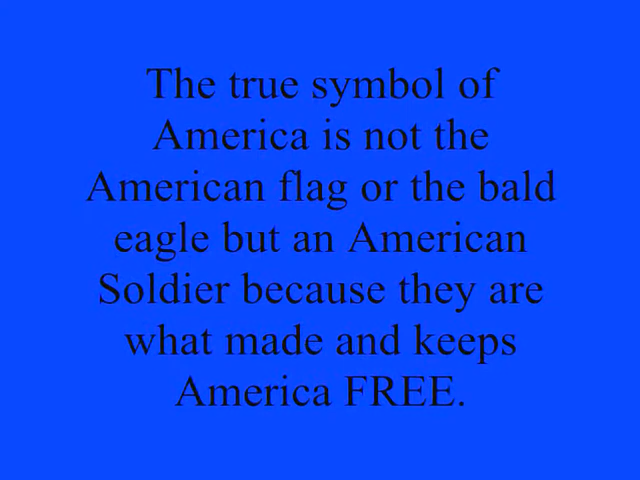 The true symbol of
America is not the
American flag or the bald
eagle but an American
Soldier because they are
what made and keeps
America FREE.